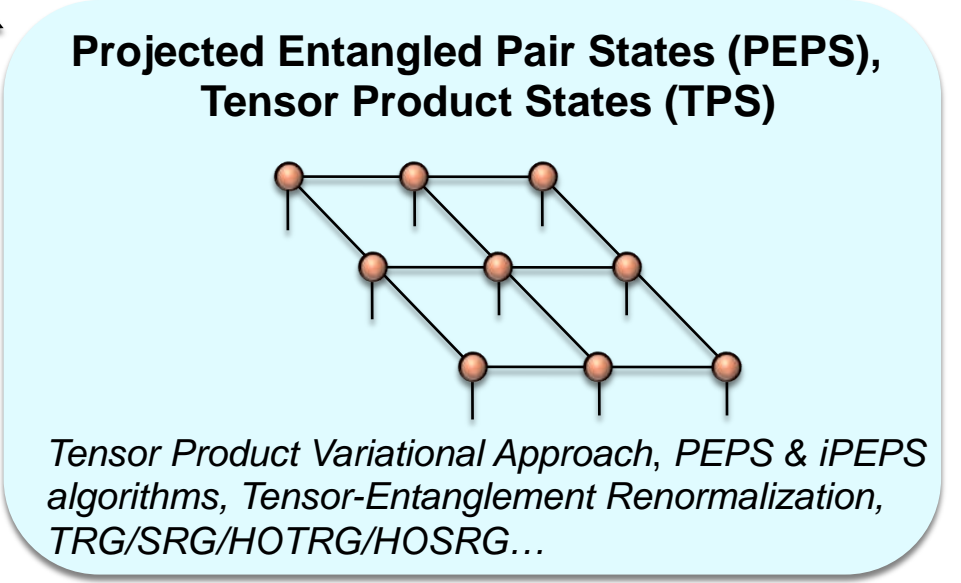 Projected Entangled Pair States (PEPS),
Tensor Product States (TPS)
Tensor Product Variational Approach, PEPS & iPEPS
algorithms, Tensor-Entanglement Renormalization,
TRG/SRG/HOTRG/HOSRG…